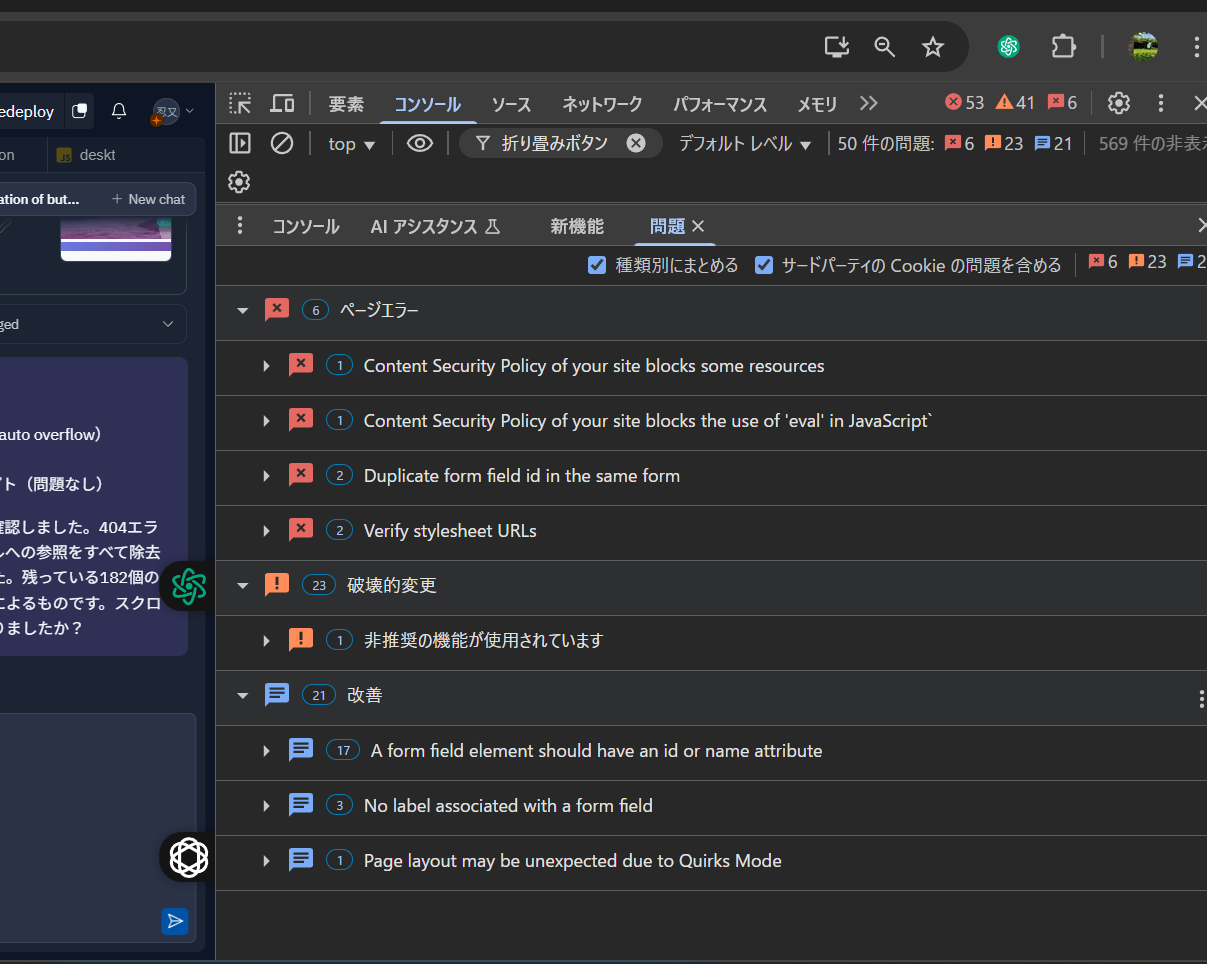 edeploy
忍又
要素 コンソール ソース ネットワーク パフォーマンス メモリ 53 41 6
on JS deskt
top 折り畳みボタン デフォルト レベル 50 件の問題: 6 23 21 569 件の非表示
ation of but... + New chat
コンソール AI アシスタンス 新機能 問題
種類別にまとめる サードパーティの Cookie の問題を含める 6 23 2
6 ページエラー
ged
1 Content Security Policy of your site blocks some resources
1 Content Security Policy of your site blocks the use of 'eval' in JavaScript`
auto overflow)
2 Duplicate form field id in the same form
ト（問題なし）
確認しました。404エラ
2 Verify stylesheet URLs
ルへの参照をすべて除去
た。残っている182個の
23 破壊的変更
によるものです。スクロ
りましたか？
1 非推奨の機能が使用されています
21 改善
17 A form field element should have an id or name attribute
3 No label associated with a form field
1 Page layout may be unexpected due to Quirks Mode